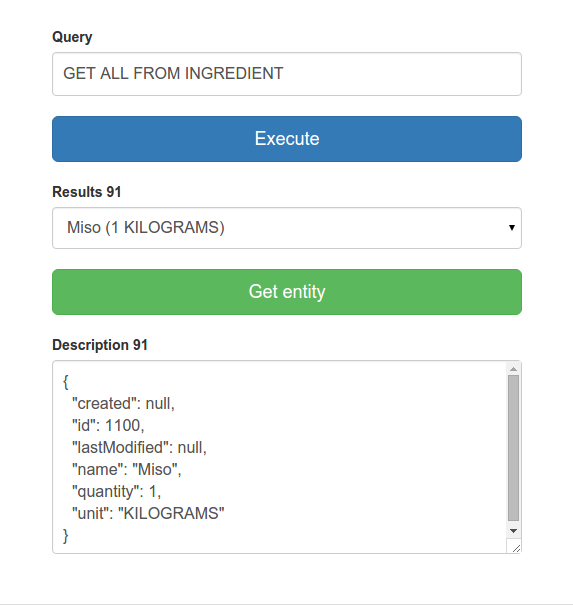 Query
GET ALL FROM INGREDIENT
Execute
Results 91
Miso (1 KILOGRAMS)
Get entity
Description 91
{
  "created": null,
  "id": 1100,
  "lastModified": null,
  "name": "Miso",
  "quantity": 1,
  "unit": "KILOGRAMS"
}